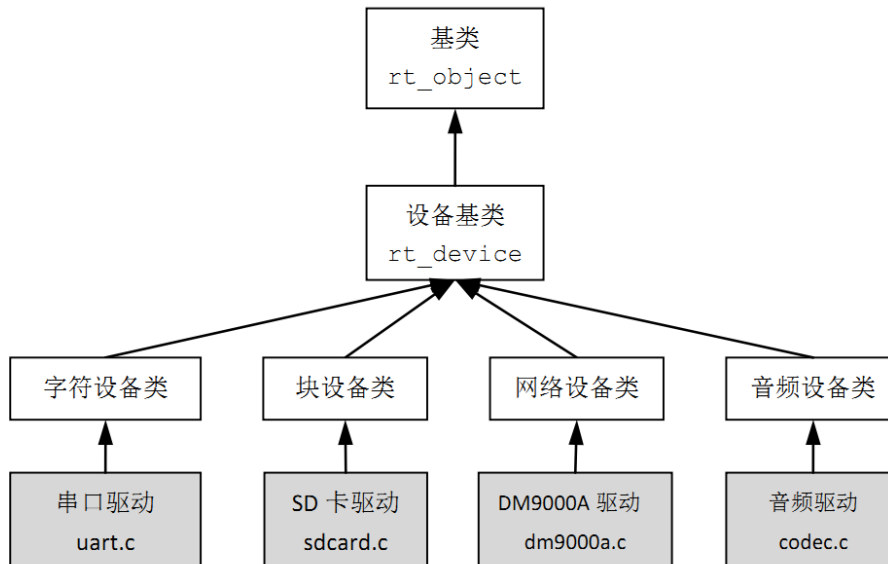 基类
rt_object
设备基类
rt_device
字符设备类
块设备类
网络设备类
音频设备类
串口驱动
uart.c
SD 卡驱动
sdcard.c
DM9000A 驱动
dm9000a.c
音频驱动
codec.c